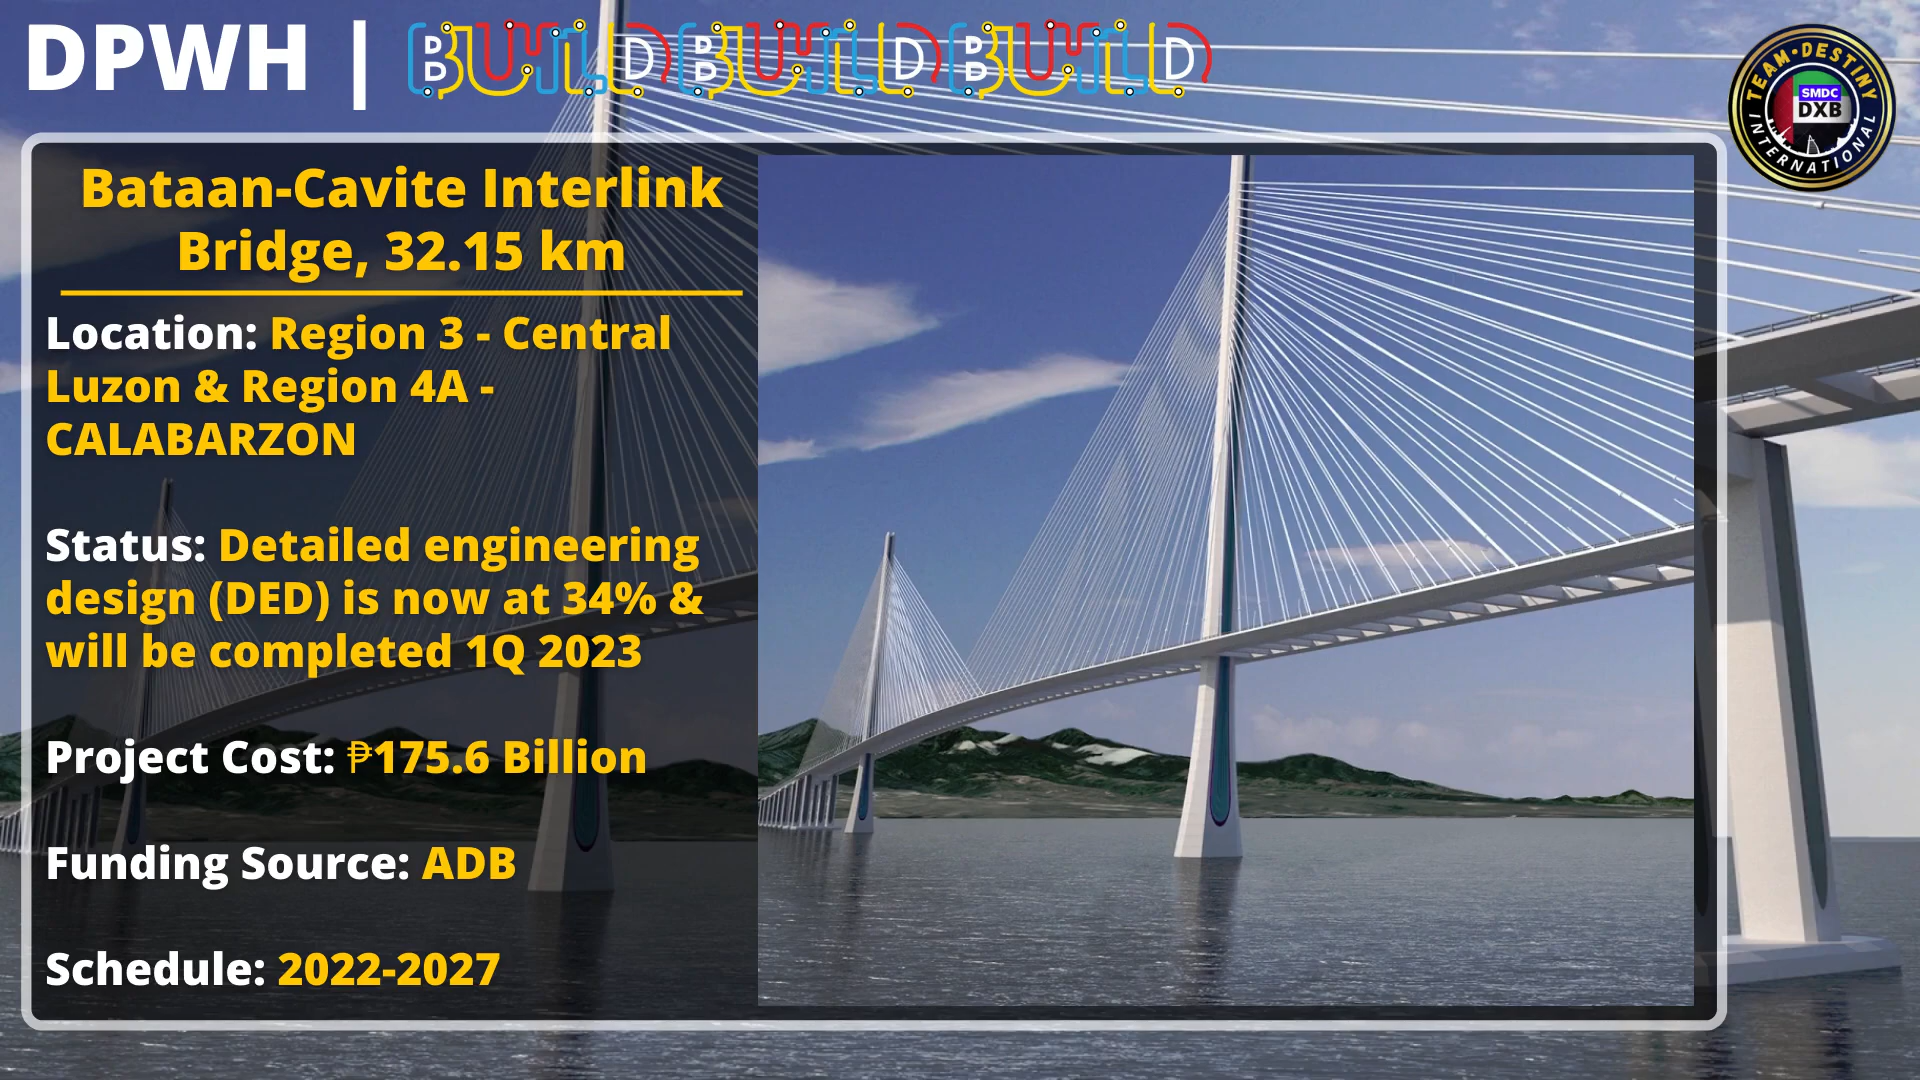 DPWH | BUILD BUILD BUILD
TEAM • DESTINY
SMDC
DXB
INTERNATIONAL
Bataan-Cavite Interlink
Bridge, 32.15 km
Location: Region 3 - Central
Luzon & Region 4A -
CALABARZON
Status: Detailed engineering
design (DED) is now at 34% &
will be completed 1Q 2023
Project Cost: ₱175.6 Billion
Funding Source: ADB
Schedule: 2022-2027